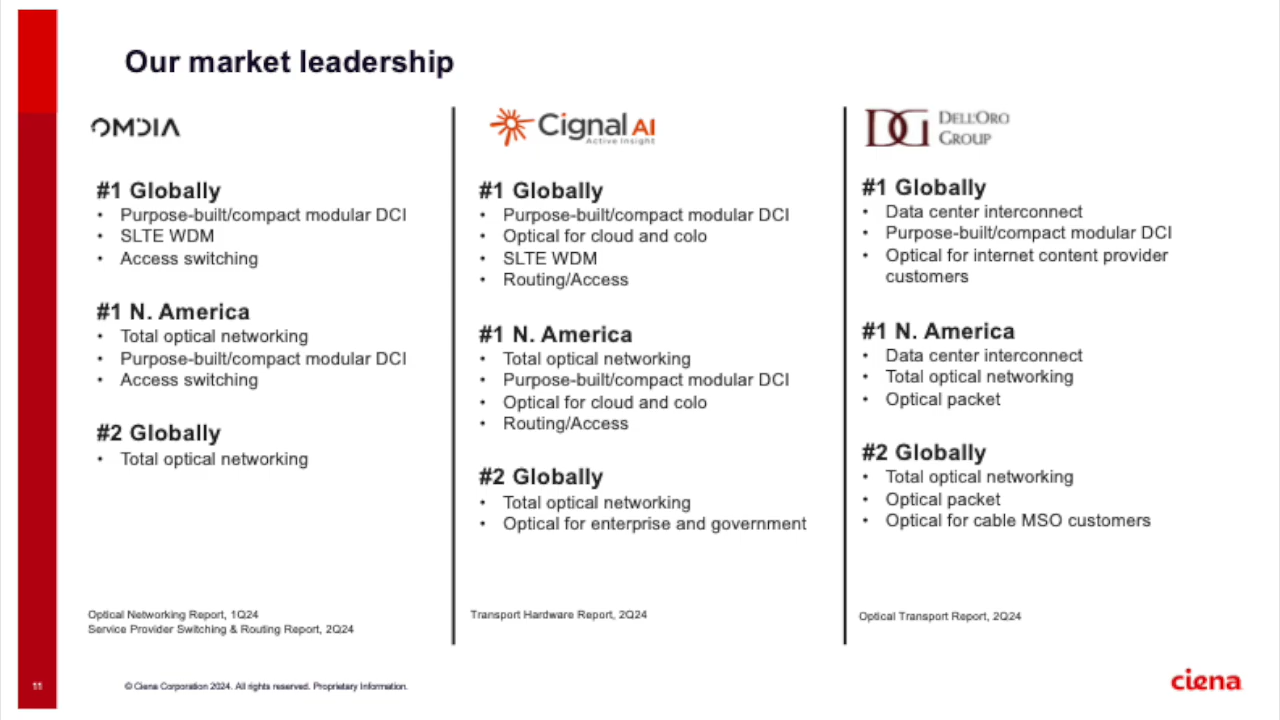 Our market leadership
OMDIA
#1 Globally
• Purpose-built/compact modular DCI
• SLTE WDM
• Access switching
#1 N. America
• Total optical networking
• Purpose-built/compact modular DCI
• Access switching
#2 Globally
• Total optical networking
Optical Networking Report, 1Q24
Service Provider Switching & Routing Report, 2Q24
Cignal AI
Active Insight
#1 Globally
• Purpose-built/compact modular DCI
• Optical for cloud and colo
• SLTE WDM
• Routing/Access
#1 N. America
• Total optical networking
• Purpose-built/compact modular DCI
• Optical for cloud and colo
• Routing/Access
#2 Globally
• Total optical networking
• Optical for enterprise and government
Transport Hardware Report, 2Q24
DG DELL'ORO
GROUP
#1 Globally
• Data center interconnect
• Purpose-built/compact modular DCI
• Optical for internet content provider
customers
#1 N. America
• Data center interconnect
• Total optical networking
• Optical packet
#2 Globally
• Total optical networking
• Optical packet
• Optical for cable MSO customers
Optical Transport Report, 2Q24
11
© Ciena Corporation 2024. All rights reserved. Proprietary Information.
ciena